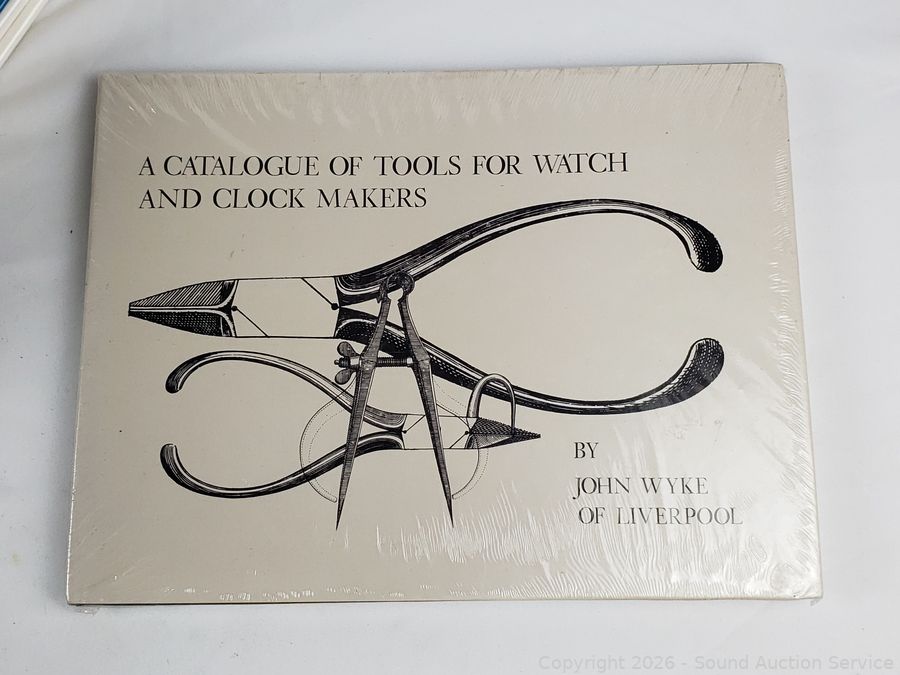 A CATALOGUE OF TOOLS FOR WATCH
AND CLOCK MAKERS
BY
JOHN WYKE
OF LIVERPOOL
Copyright 2026 - Sound Auction Service